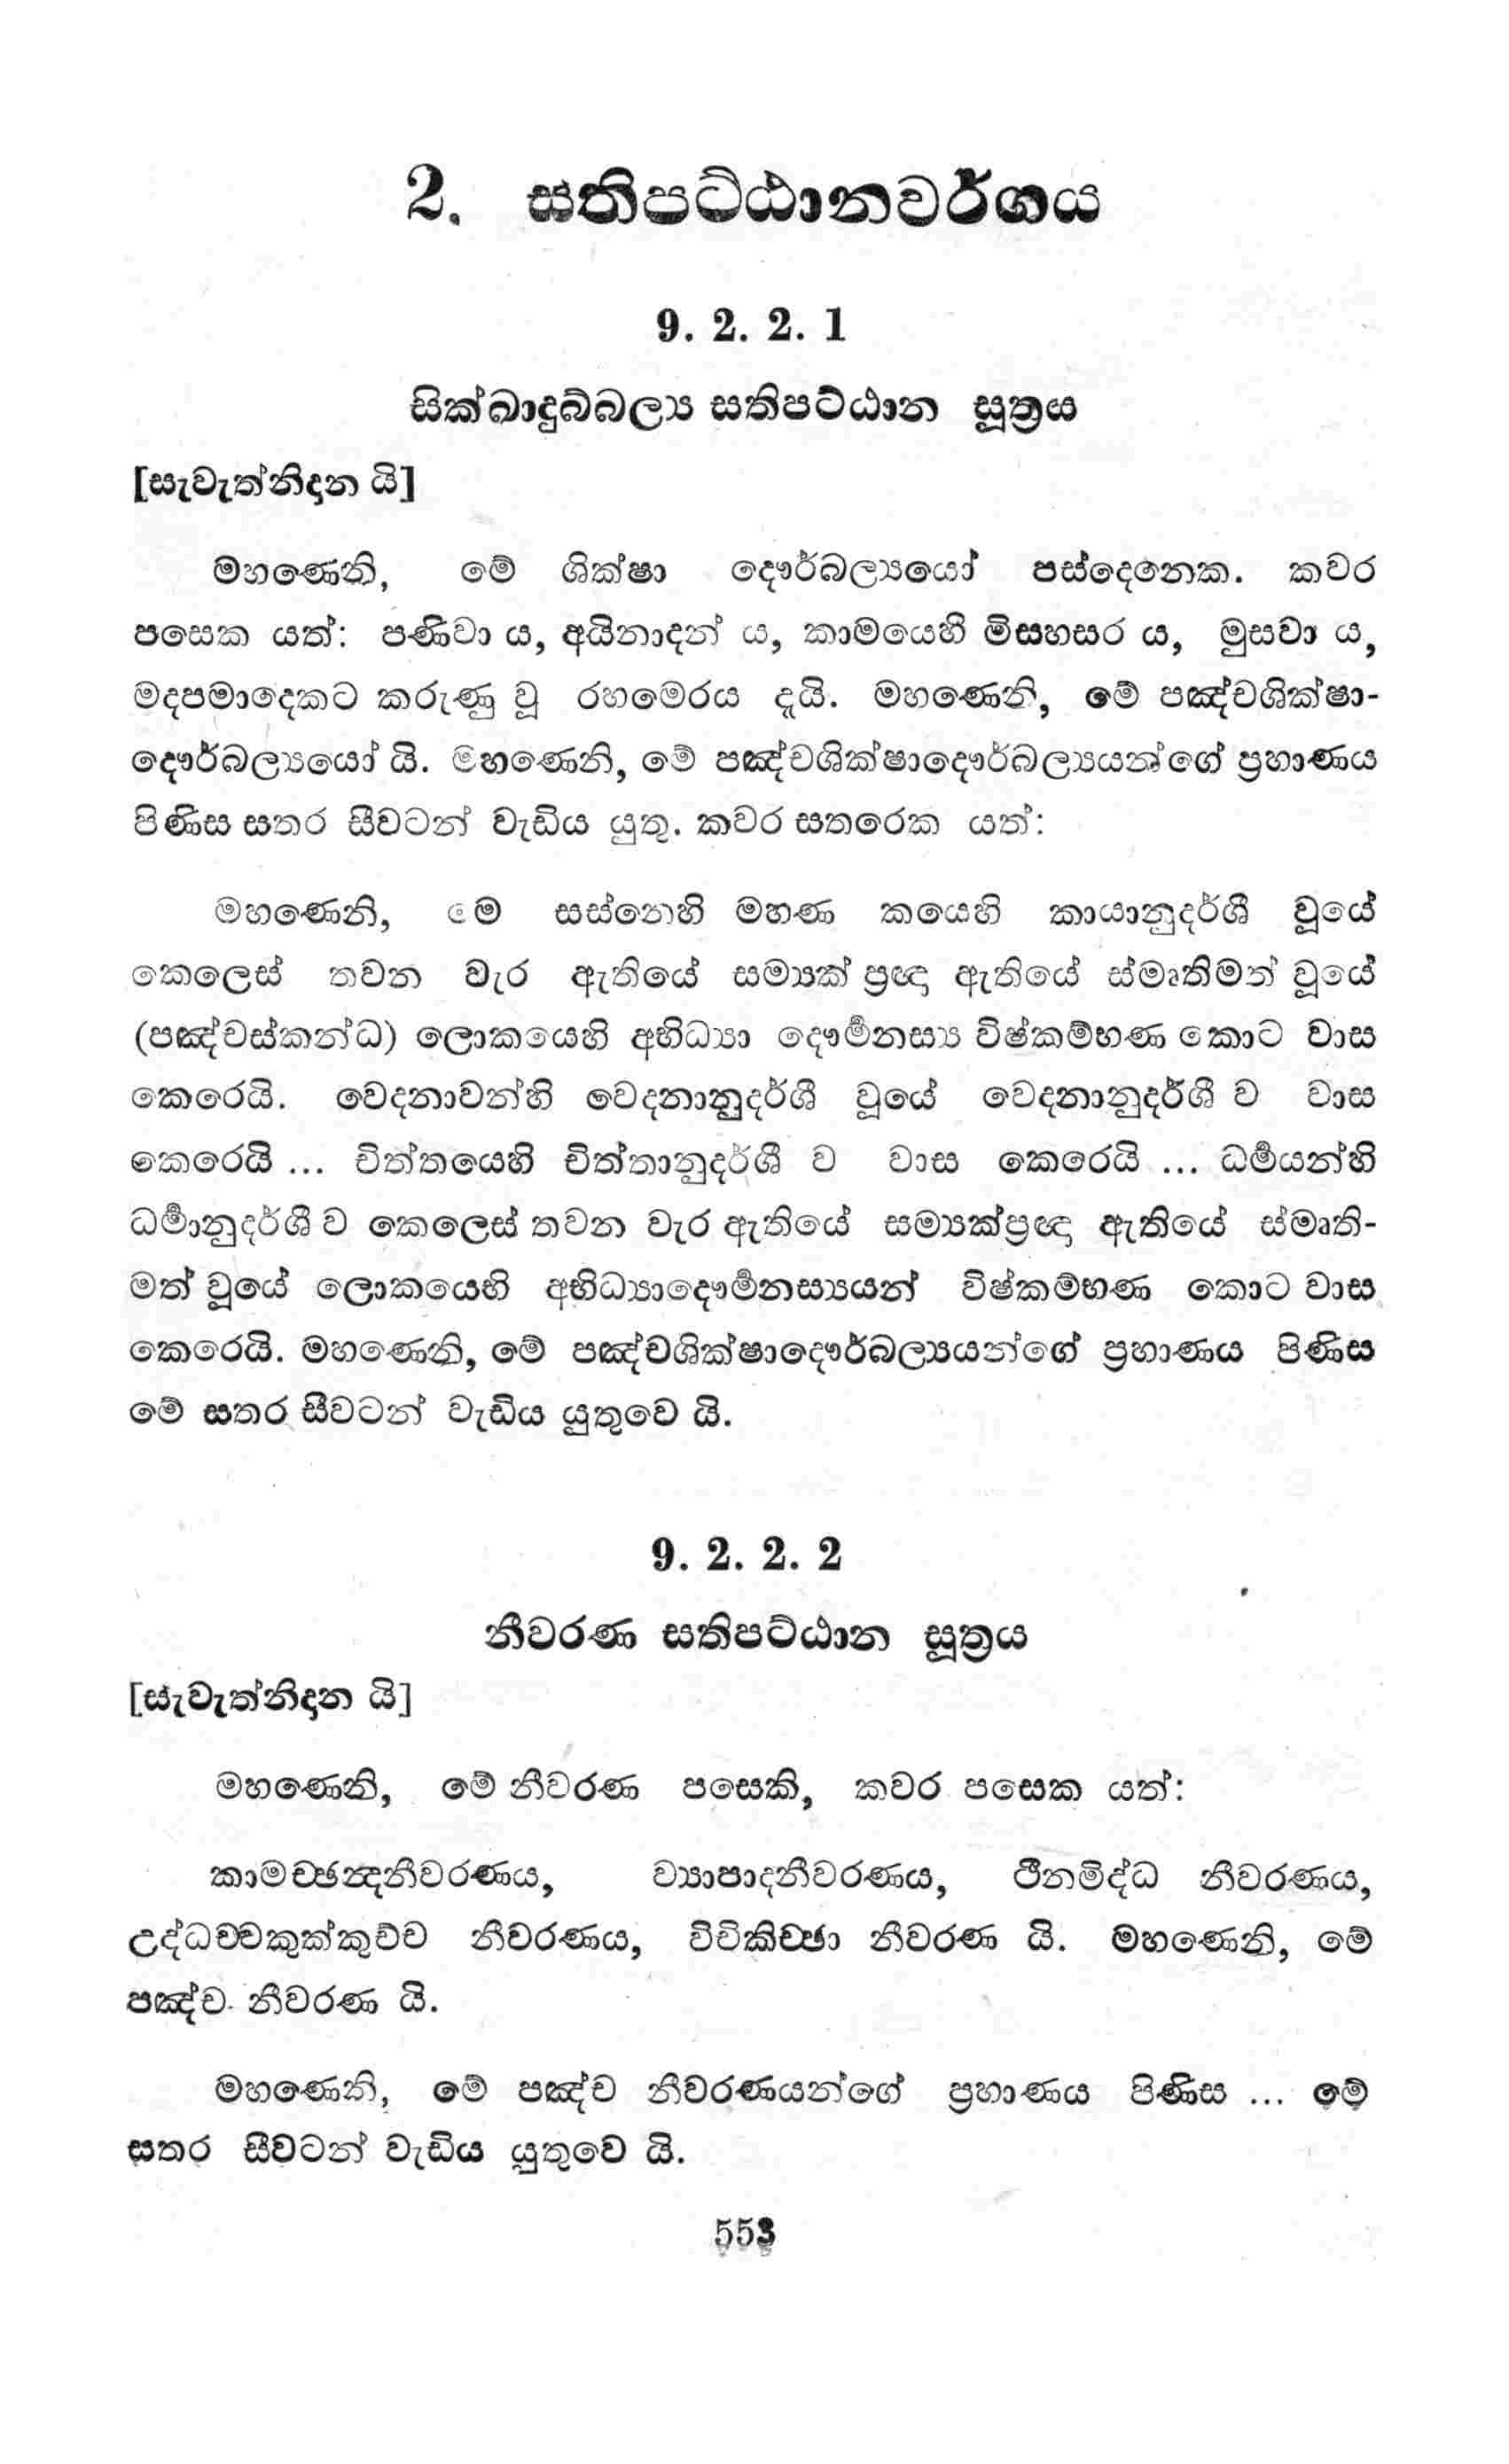 2. සතිපට්ඨානවර්ගය
9. 2. 2. 1
සික්ඛාදුබ්බල්‍ය සතිපට්ඨාන සූත්‍රය
[සැවැත්නිදාන යි]
මහණෙනි, මේ ශික්ෂා දෞර්බල්‍යයෝ පස්දෙනෙක. කවර
පසෙක යත්: පණිවා ය, අයිනාදන් ය, කාමයෙහි මිසහසර ය, මුසවා ය,
මදපමාදෙකට කරුණු වූ රහමෙරය දැයි. මහණෙනි, මේ පඤ්චශික්ෂා-
දෞර්බල්‍යයෝ යි. මහණෙනි, මේ පඤ්චශික්ෂාදෞර්බල්‍යයන්ගේ ප්‍රහාණය
පිණිස සතර සීවටන් වැඩිය යුතු. කවර සතරෙක යත්:
මහණෙනි, මෙ සස්නෙහි මහණ කයෙහි කායානුදර්ශී වූයේ
කෙලෙස් තවන වැර ඇතියේ සම්‍යක් ප්‍රඥා ඇතියේ ස්මෘතිමත් වූයේ
(පඤ්චස්කන්ධ) ලොකයෙහි අභිධ්‍යා දෞර්මනස්‍ය විෂ්කම්භණ කොට වාස
කෙරෙයි. වෙදනාවන්හි වෙදනානුදර්ශී වූයේ වෙදනානුදර්ශී ව වාස
කෙරෙයි ... චිත්තයෙහි චිත්තානුදර්ශී ව වාස කෙරෙයි ... ධර්මයන්හි
ධර්මානුදර්ශී ව කෙලෙස් තවන වැර ඇතියේ සම්‍යක්ප්‍රඥා ඇතියේ ස්මෘති-
මත් වූයේ ලොකයෙහි අභිධ්‍යාදෞර්මනස්‍යයන් විෂ්කම්භණ කොට වාස
කෙරෙයි. මහණෙනි, මේ පඤ්චශික්ෂාදෞර්බල්‍යයන්ගේ ප්‍රහාණය පිණිස
මේ සතර සීවටන් වැඩිය යුතුවෙ යි.
9. 2. 2. 2
නීවරණ සතිපට්ඨාන සූත්‍රය
[සැවැත්නිදාන යි]
මහණෙනි, මේ නීවරණ පසෙකි, කවර පසෙක යත්:
කාමච්ඡන්දනීවරණය, ව්‍යාපාදනීවරණය, ථීනමිද්ධ නීවරණය,
උද්ධච්චකුක්කුච්ච නීවරණය, විචිකිච්ඡා නීවරණ යි. මහණෙනි, මේ
පඤ්ච නීවරණ යි.
මහණෙනි, මේ පඤ්ච නීවරණයන්ගේ ප්‍රහාණය පිණිස ... මේ
සතර සීවටන් වැඩිය යුතුවෙ යි.
553